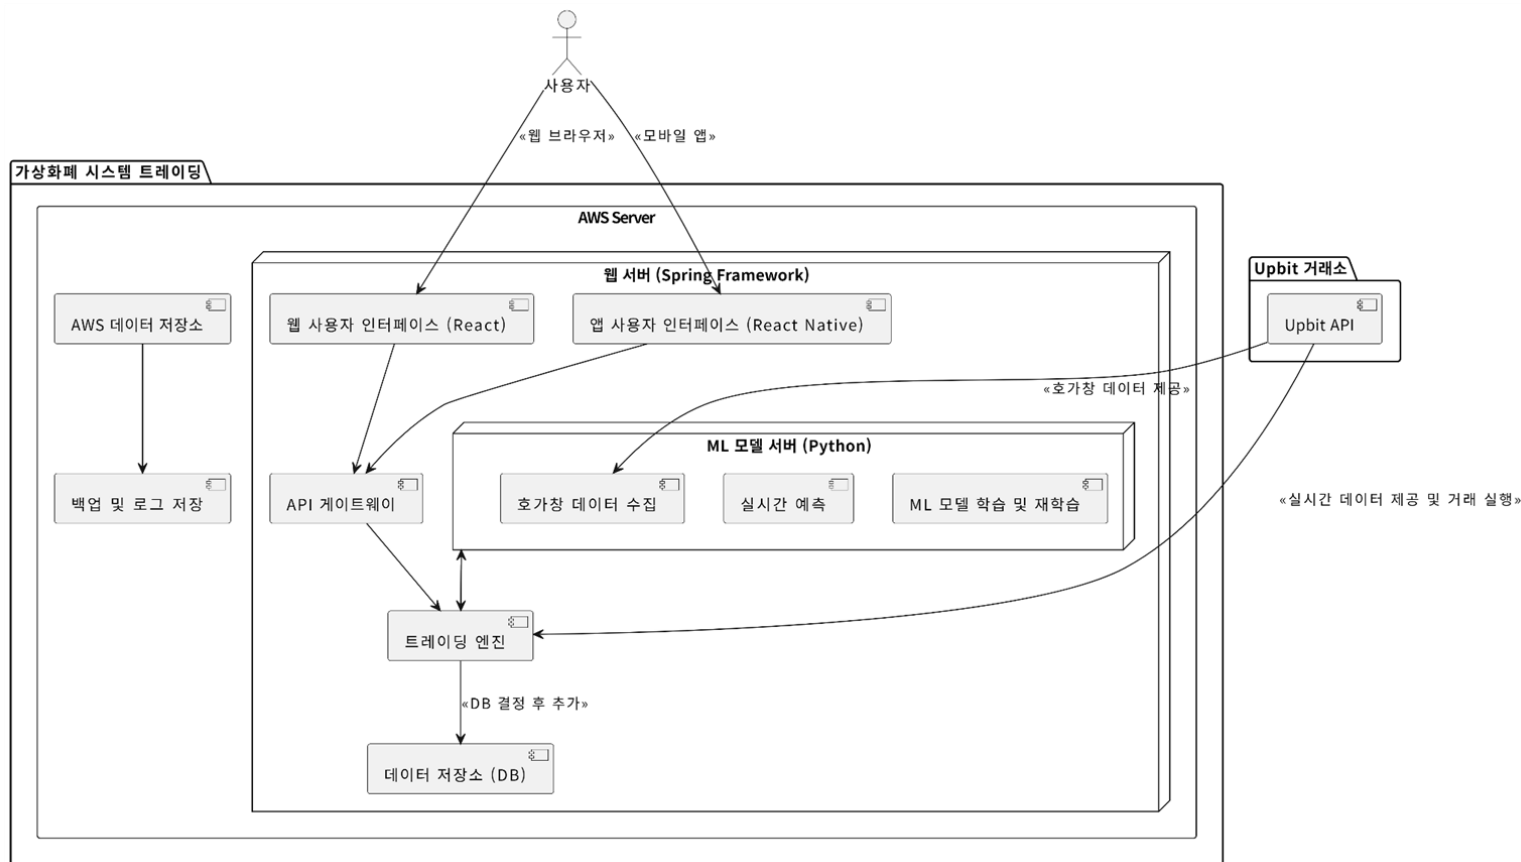 사용자
«웹 브라우저»
«모바일 앱»
가상화폐 시스템 트레이딩
AWS Server
웹 서버 (Spring Framework)
Upbit 거래소
AWS 데이터 저장소
웹 사용자 인터페이스 (React)
앱 사용자 인터페이스 (React Native)
Upbit API
«호가창 데이터 제공»
ML 모델 서버 (Python)
백업 및 로그 저장
API 게이트웨이
호가창 데이터 수집
실시간 예측
ML 모델 학습 및 재학습
«실시간 데이터 제공 및 거래 실행»
트레이딩 엔진
«DB 결정 후 추가»
데이터 저장소 (DB)